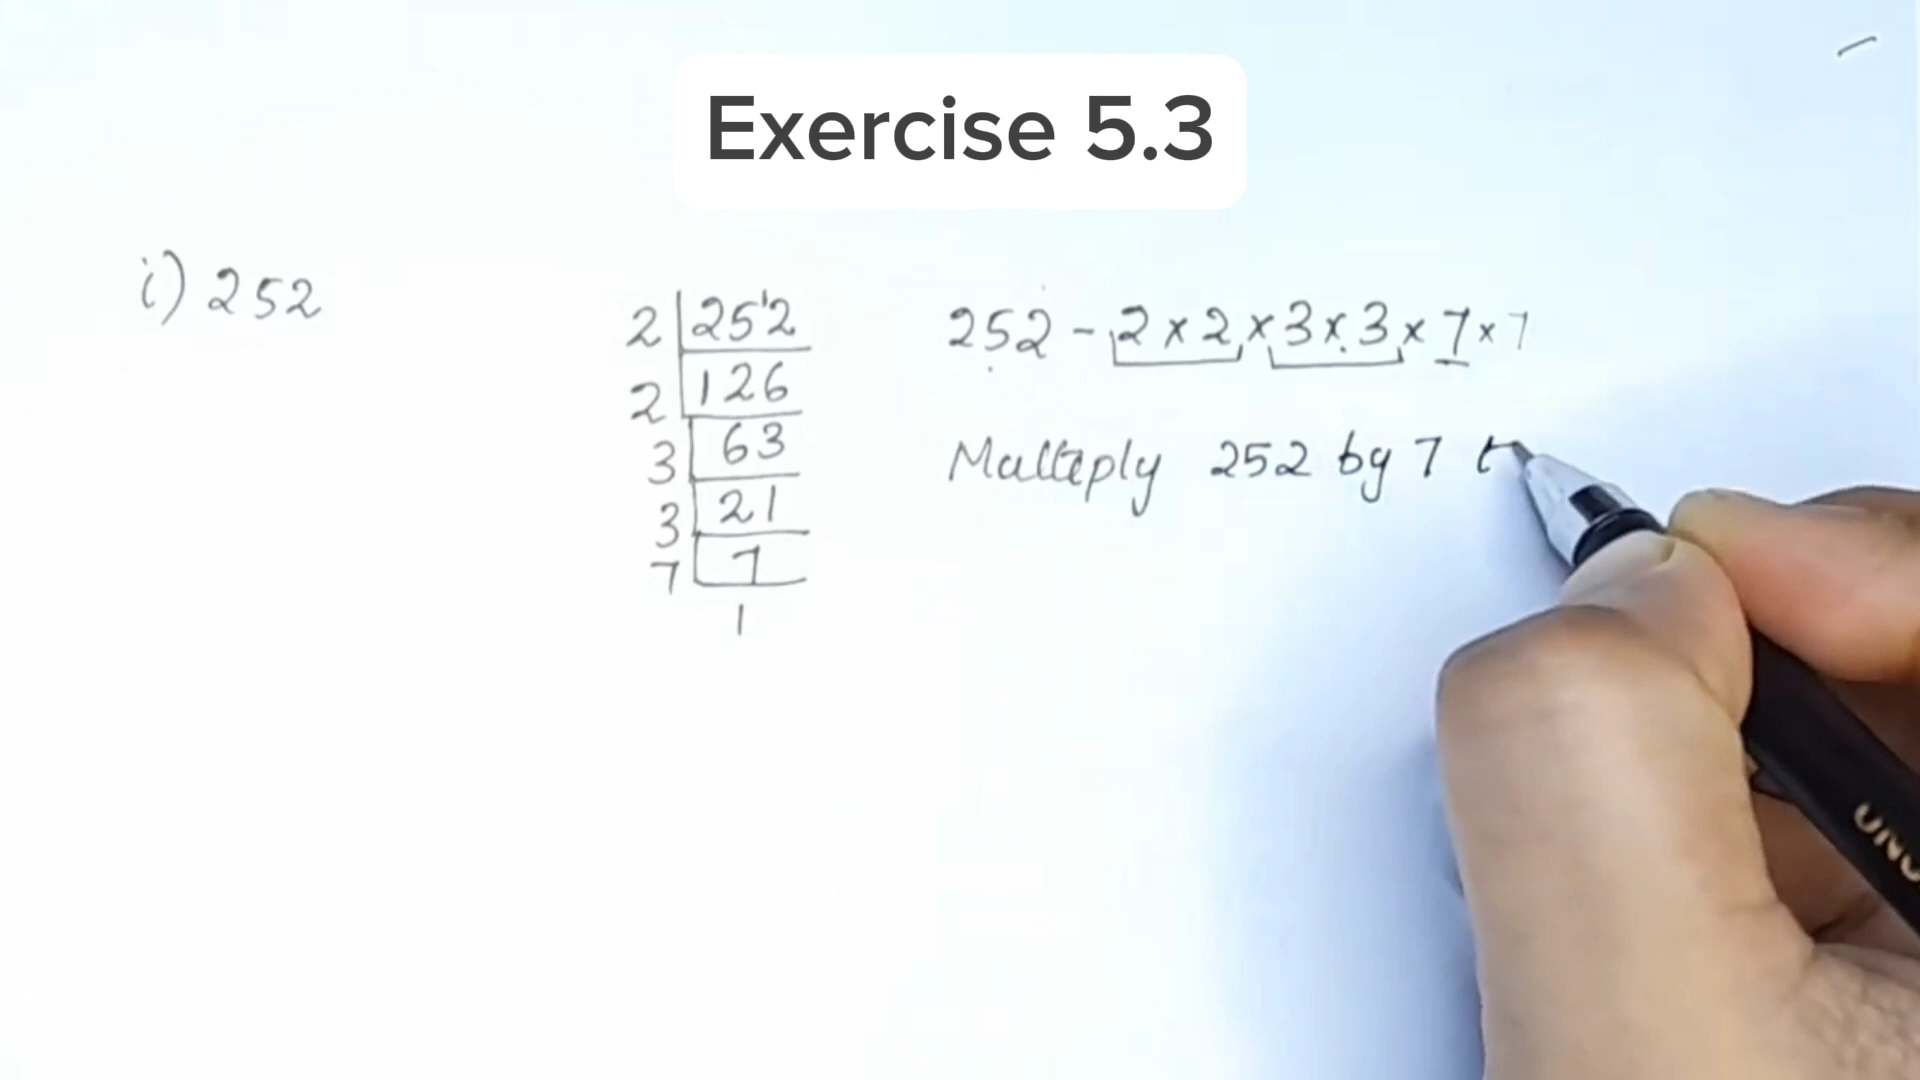 Exercise 5.3
i) 252
2 252
2 126
3 63
3 21
7 7
1
252 - 2 × 2 × 3 × 3 × 7 × 7
Multiply 252 by 7 t